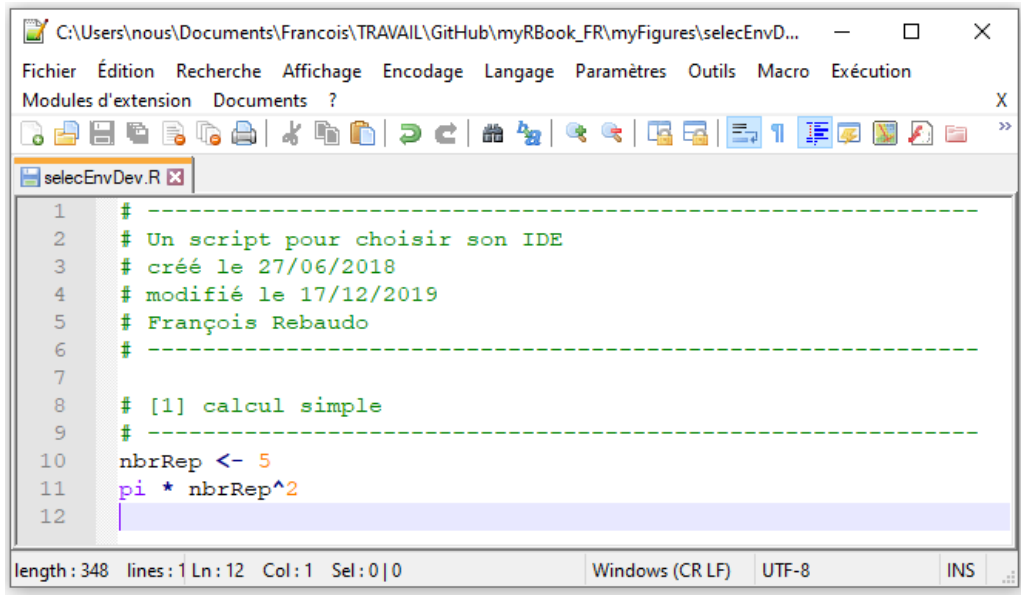 C:\Users\nous\Documents\Francois\TRAVAIL\GitHub\myRBook_FR\myFigures\selecEnvD...
Fichier Édition Recherche Affichage Encodage Langage Paramètres Outils Macro Exécution
Modules d'extension Documents ? X
selecEnvDev.R
1 # ------------------------------------------------------------
2 # Un script pour choisir son IDE
3 # créé le 27/06/2018
4 # modifié le 17/12/2019
5 # François Rebaudo
6 # ------------------------------------------------------------
7
8 # [1] calcul simple
9 # ------------------------------------------------------------
10 nbrRep <- 5
11 pi * nbrRep^2
12
length : 348 lines : 1 Ln : 12 Col : 1 Sel : 0 | 0 Windows (CR LF) UTF-8 INS